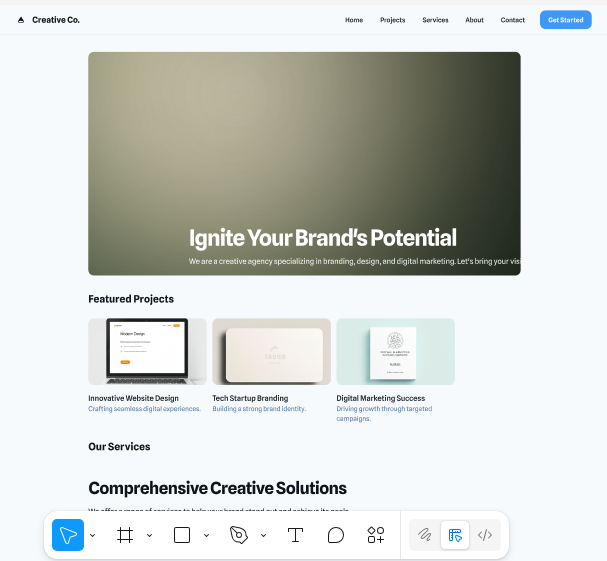 Creative Co.
Home Projects Services About Contact Get Started
Ignite Your Brand's Potential
We are a creative agency specializing in branding, design, and digital marketing. Let's bring your vis
Featured Projects
Modern Design
Innovative Website Design
Crafting seamless digital experiences.
Tech Startup Branding
Building a strong brand identity.
Digital Marketing Success
Driving growth through targeted
campaigns.
Our Services
Comprehensive Creative Solutions